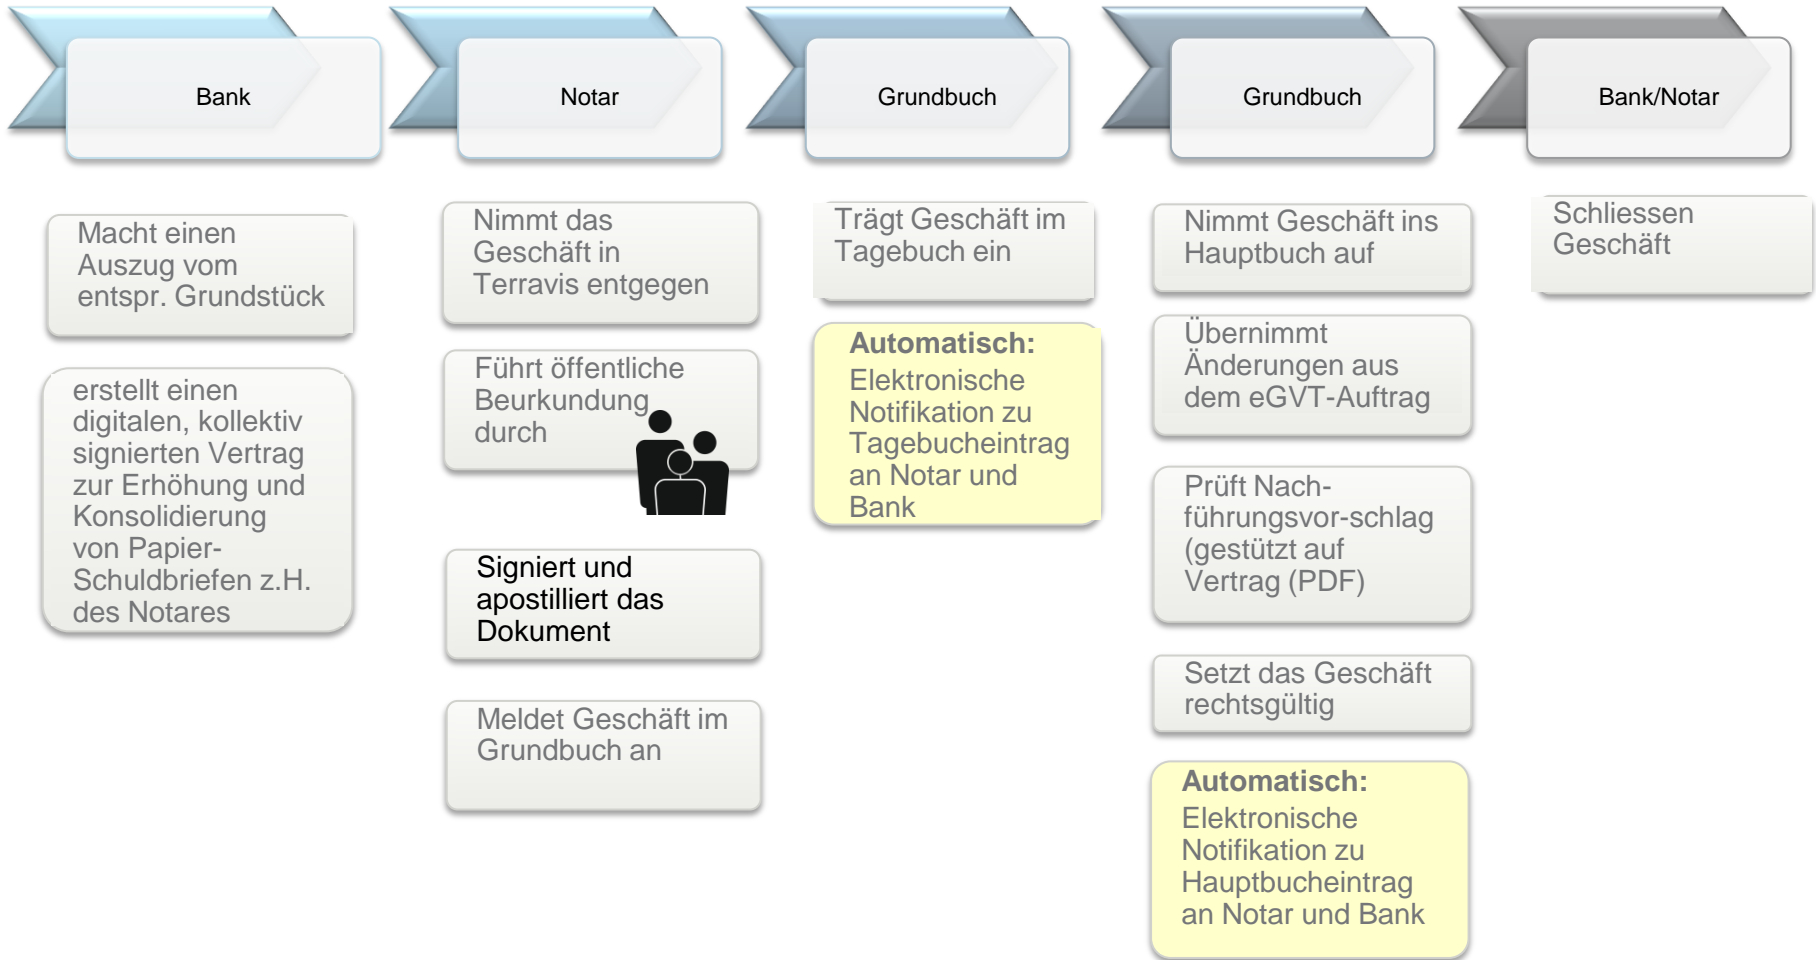 Bank
Notar
Grundbuch
Grundbuch
Bank/Notar
Macht einen
Auszug vom
entspr. Grundstück
erstellt einen
digitalen, kollektiv
signierten Vertrag
zur Erhöhung und
Konsolidierung
von Papier-
Schuldbriefen z.H.
des Notares
Nimmt das
Geschäft in
Terravis entgegen
Führt öffentliche
Beurkundung
durch
Signiert und
apostilliert das
Dokument
Meldet Geschäft im
Grundbuch an
Trägt Geschäft im
Tagebuch ein
Automatisch:
Elektronische
Notifikation zu
Tagebucheintrag
an Notar und
Bank
Nimmt Geschäft ins
Hauptbuch auf
Übernimmt
Änderungen aus
dem eGVT-Auftrag
Prüft Nach-
führungsvor-schlag
(gestützt auf
Vertrag (PDF)
Setzt das Geschäft
rechtsgültig
Automatisch:
Elektronische
Notifikation zu
Hauptbucheintrag
an Notar und Bank
Schliessen
Geschäft